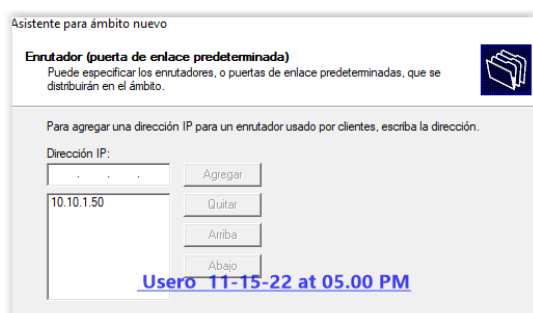 Asistente para ámbito nuevo
Enrutador (puerta de enlace predeterminada)
Puede especificar los enrutadores, o puertas de enlace predeterminadas, que se
distribuirán en el ámbito.
Para agregar una dirección IP para un enrutador usado por clientes, escriba la dirección.
Dirección IP:
. . .
Agregar
10.10.1.50
Quitar
Arriba
Abajo
Usero 11-15-22 at 05.00 PM